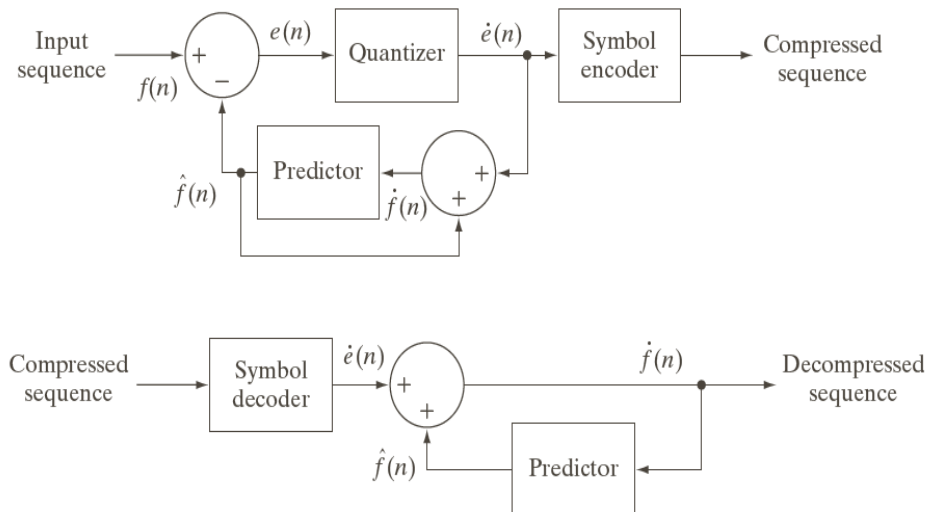 Input
sequence
f(n)
+
−
e(n)
Quantizer
ė(n)
Symbol
encoder
Compressed
sequence
f̂(n)
Predictor
ḟ(n)
+
+
Compressed
sequence
Symbol
decoder
ė(n)
+
+
f̂(n)
Predictor
ḟ(n)
Decompressed
sequence